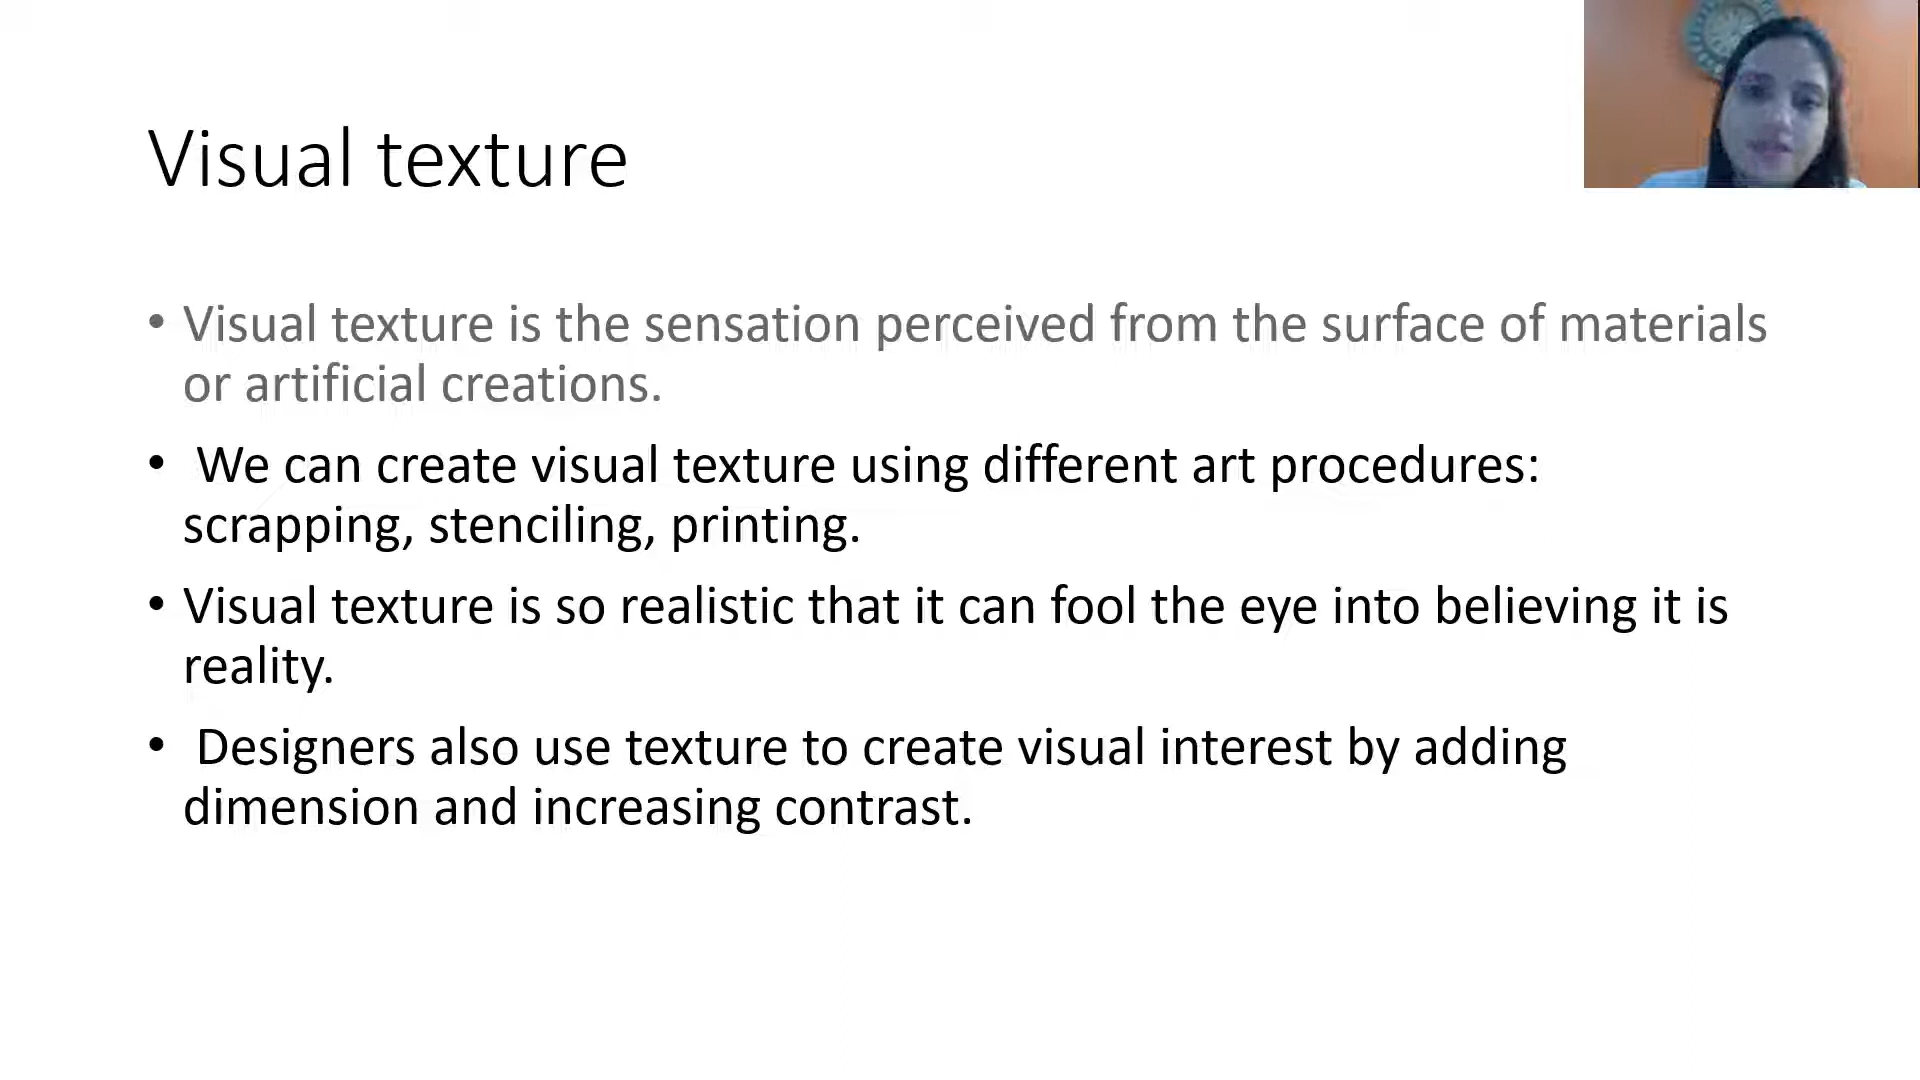 Visual texture
• Visual texture is the sensation perceived from the surface of materials
or artificial creations.
• We can create visual texture using different art procedures:
scrapping, stenciling, printing.
• Visual texture is so realistic that it can fool the eye into believing it is
reality.
• Designers also use texture to create visual interest by adding
dimension and increasing contrast.